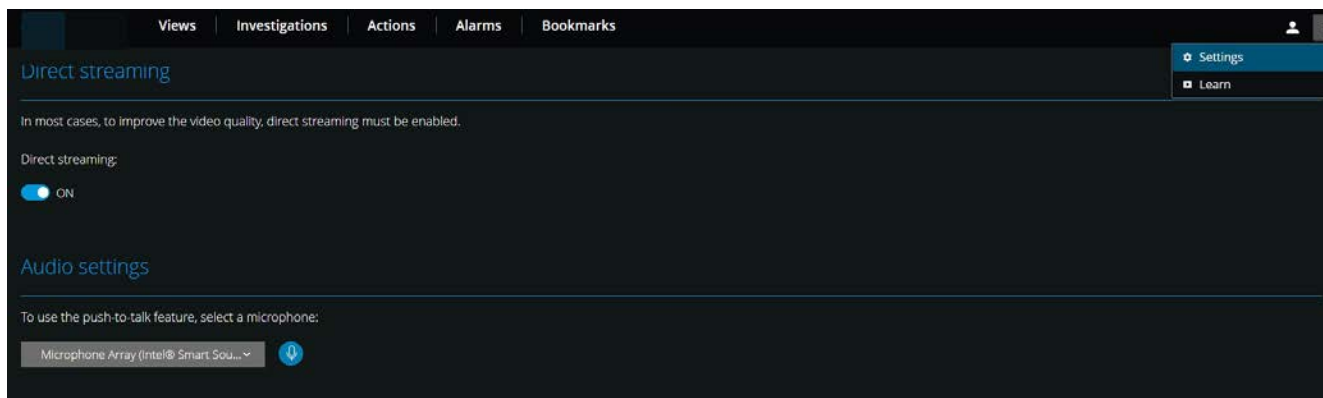 Views Investigations Actions Alarms Bookmarks
Settings
Learn
Direct streaming
In most cases, to improve the video quality, direct streaming must be enabled.
Direct streaming:
ON
Audio settings
To use the push-to-talk feature, select a microphone:
Microphone Array (Intel® Smart Sou...